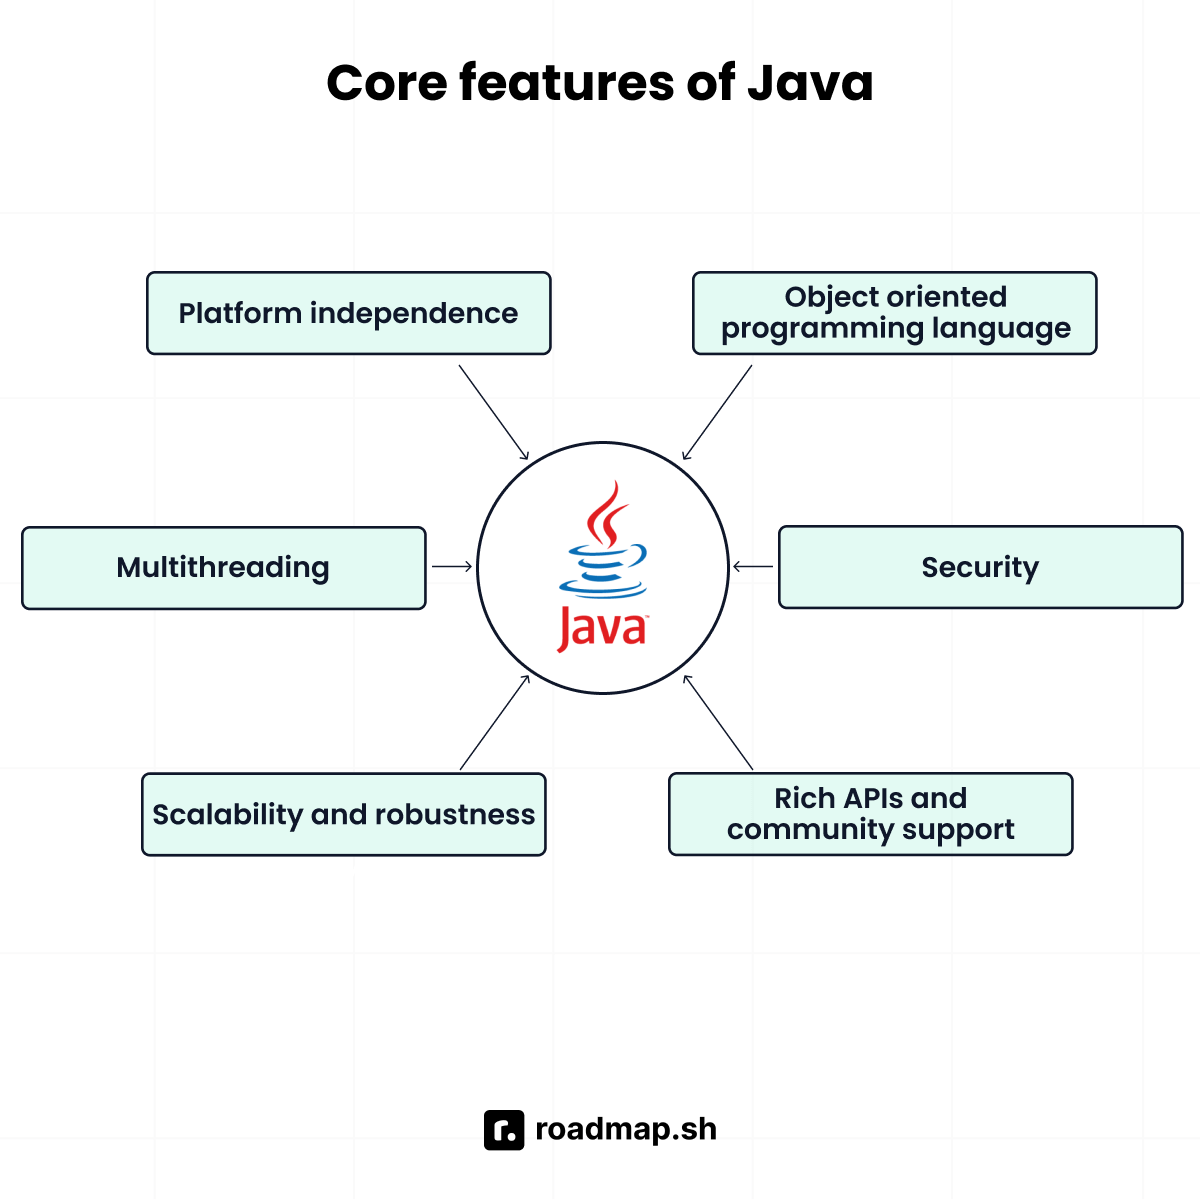 Core features of Java
Platform independence
Object oriented
programming language
Multithreading
Java™
Security
Scalability and robustness
Rich APIs and
community support
r.
roadmap.sh